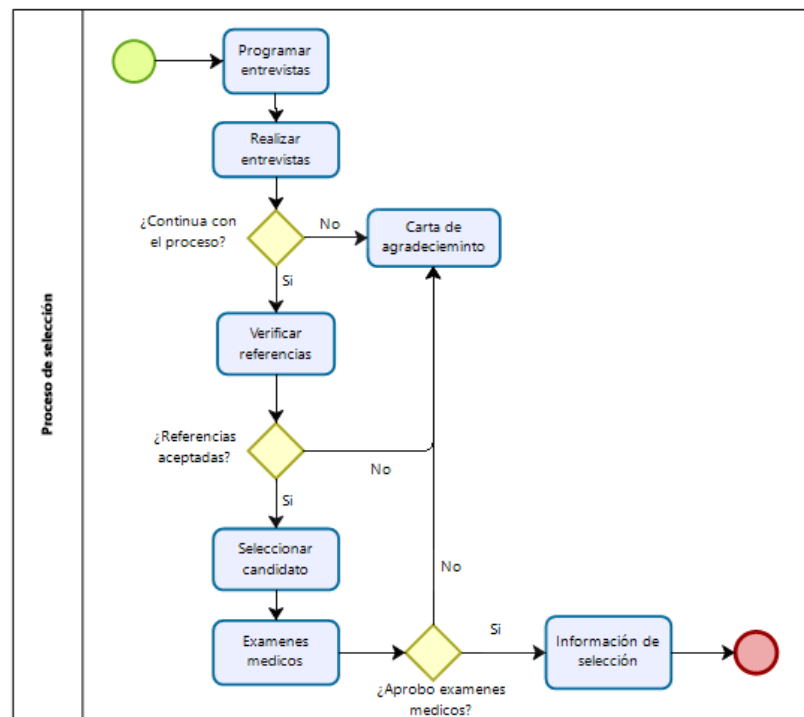 Proceso de selección
Programar
entrevistas
Realizar
entrevistas
¿Continua con
el proceso?
No
Carta de
agradecieminto
Si
Verificar
referencias
¿Referencias
aceptadas?
No
Si
Seleccionar
candidato
No
Examenes
medicos
¿Aprobo examenes
medicos?
Si
Información de
selección